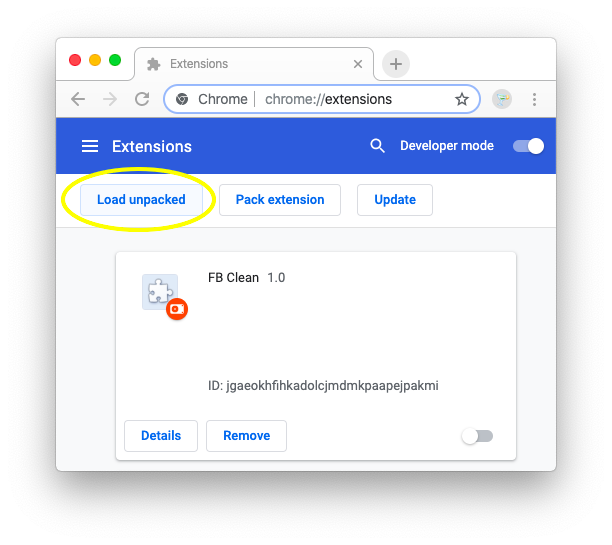 Extensions
Chrome chrome://extensions
Extensions Developer mode
Load unpacked Pack extension Update
FB Clean 1.0
ID: jgaeokhfihkadolcjmdmkpaapejpakmi
Details Remove